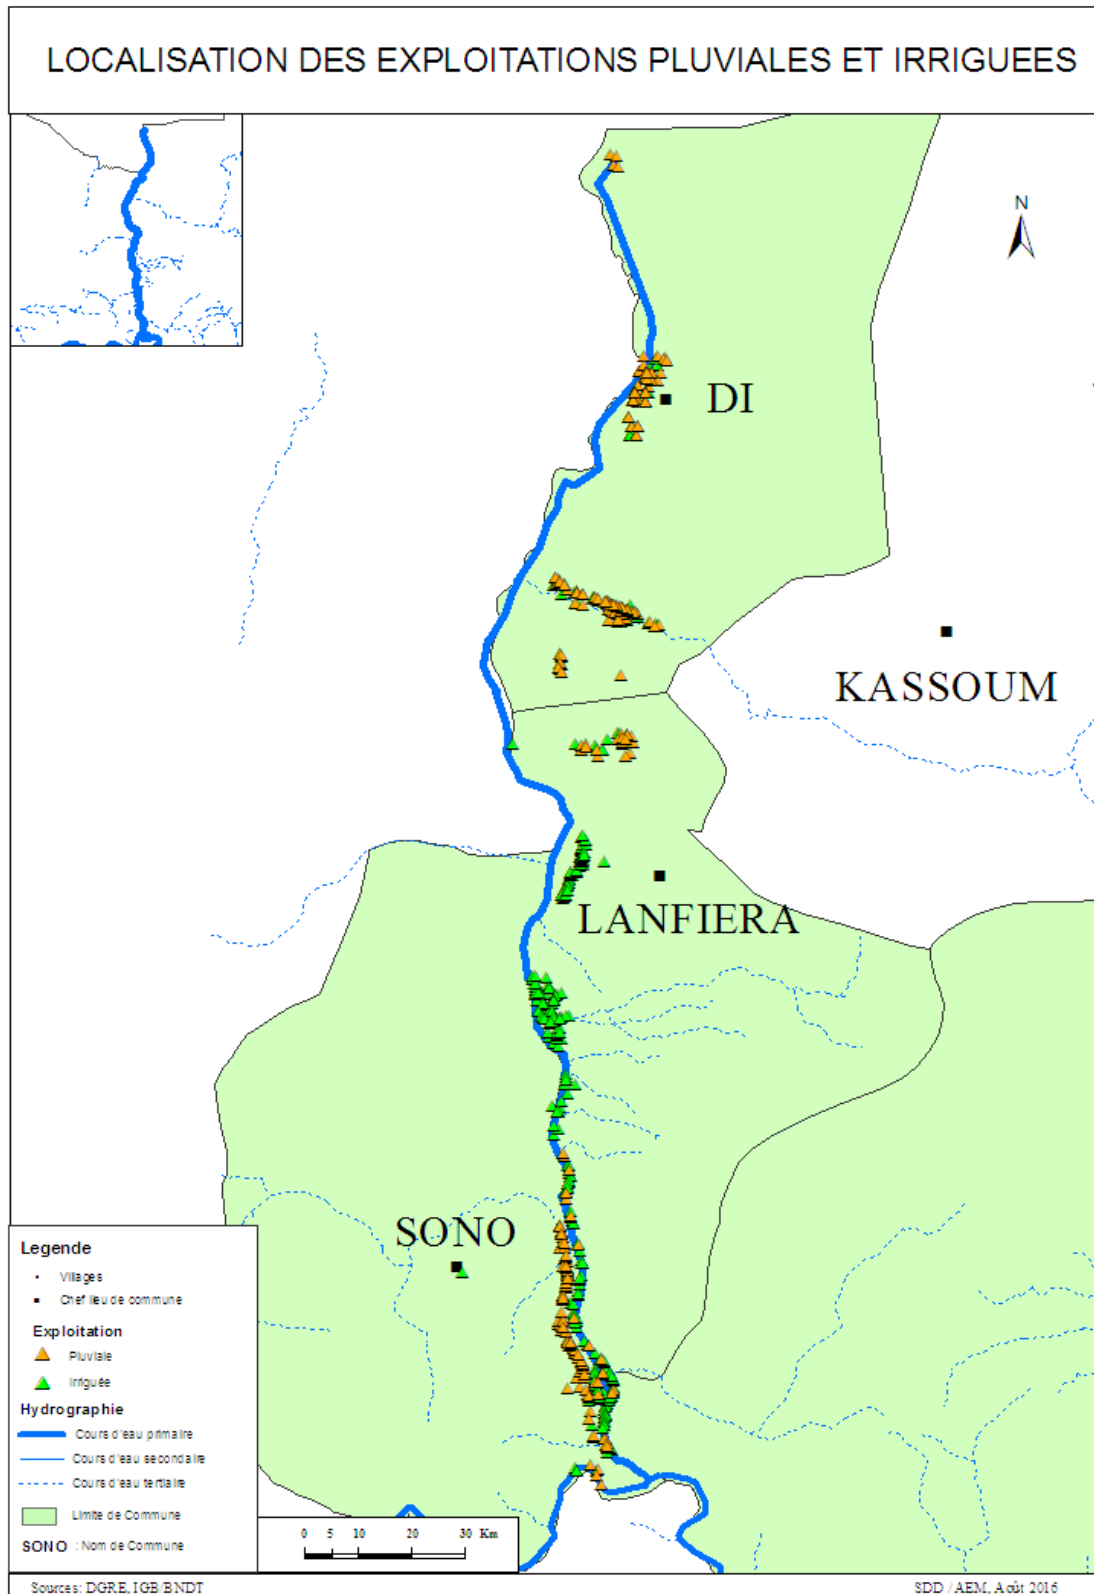 LOCALISATION DES EXPLOITATIONS PLUVIALES ET IRRIGUEES
N
DI
KASSOUM
LANFIERA
SONO
Legende
Villages
Chef lieu de commune
Exploitation
Pluviale
Irriguée
Hydrographie
Cours d'eau primaire
Cours d'eau secondaire
Cours d'eau tertiaire
Limite de Commune
SONO : Nom de Commune
0 5 10 20 30 Km
Sources: DGRE, IGB/BNDT
SDD / AEM, Août 2016